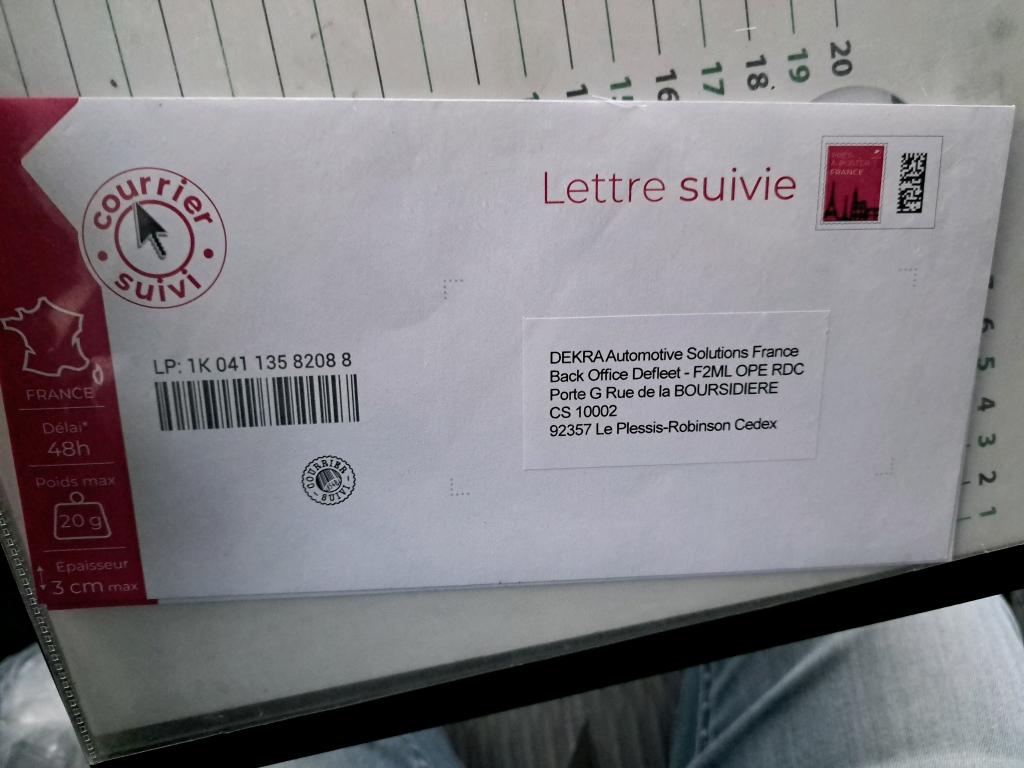 20
19
18
17
16
courrier
suivi
Lettre suivie
FRANCE
LP: 1K 041 135 8208 8
DEKRA Automotive Solutions France
Back Office Defleet - F2ML OPE RDC
Porte G Rue de la BOURSIDIERE
CS 10002
92357 Le Plessis-Robinson Cedex
COURRIER
SUIVI
FRANCE
Délai*
48h
Poids max
20 g
Epaisseur
3 cm max
6
5
4
3
2
1